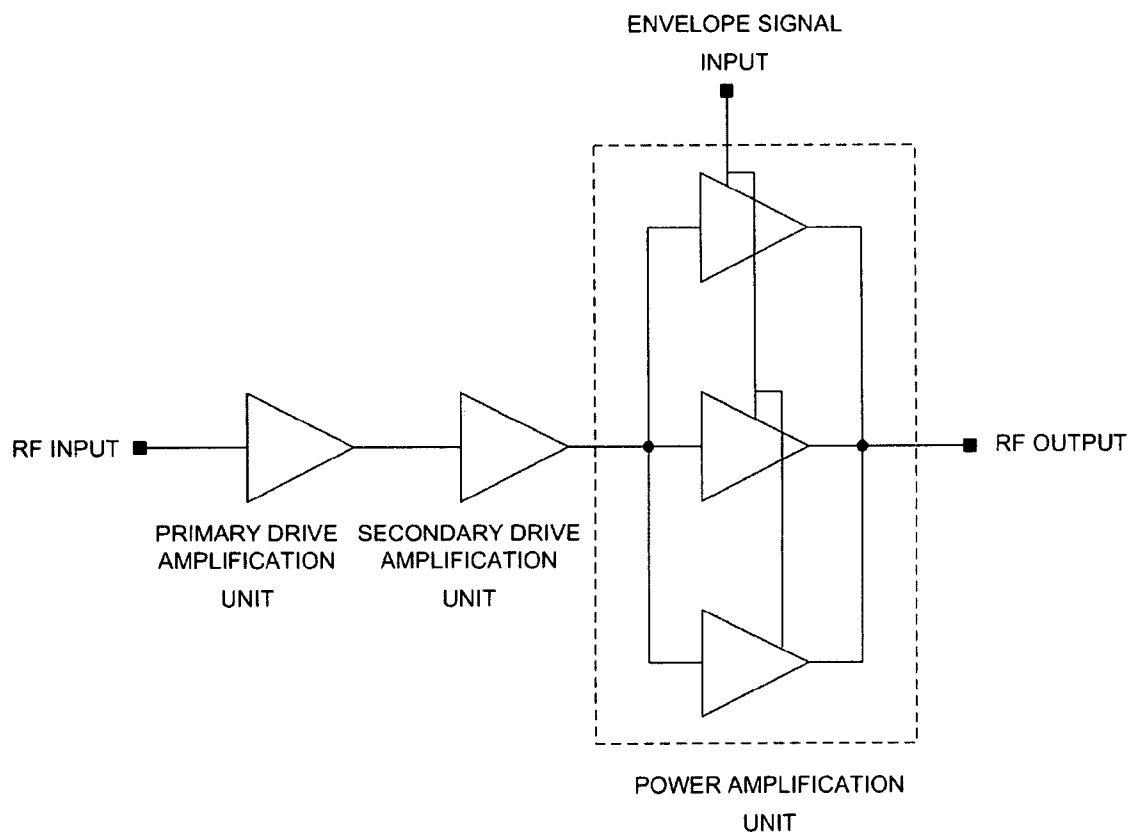 ENVELOPE SIGNAL
INPUT
RF INPUT
RF OUTPUT
PRIMARY DRIVE
AMPLIFICATION
UNIT
SECONDARY DRIVE
AMPLIFICATION
UNIT
POWER AMPLIFICATION
UNIT